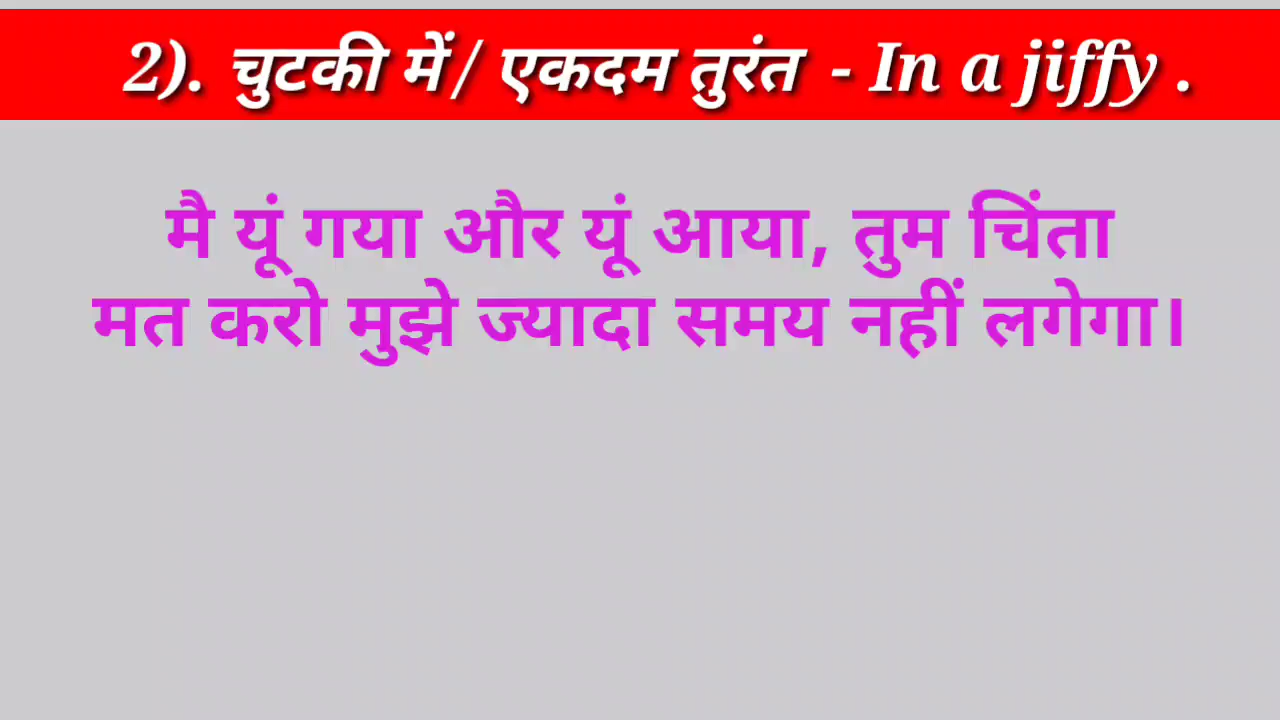 2). चुटकी में/ एकदम तुरंत - In a jiffy .
मै यूं गया और यूं आया, तुम चिंता
मत करो मुझे ज्यादा समय नहीं लगेगा।